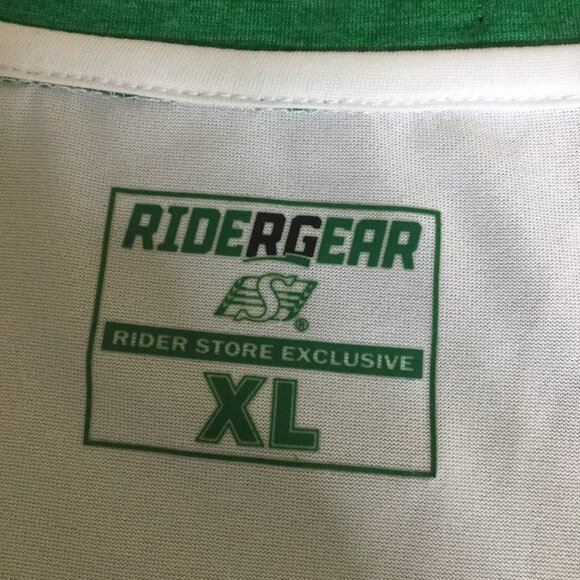 RIDERGEAR
S®
RIDER STORE EXCLUSIVE
XL